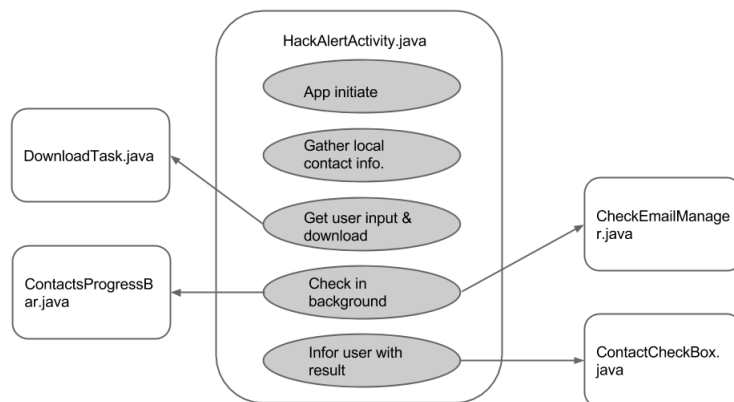 HackAlertActivity.java
App initiate
Gather local
contact info.
DownloadTask.java
Get user input &
download
CheckEmailManage
r.java
ContactsProgressB
ar.java
Check in
background
Infor user with
result
ContactCheckBox.
java